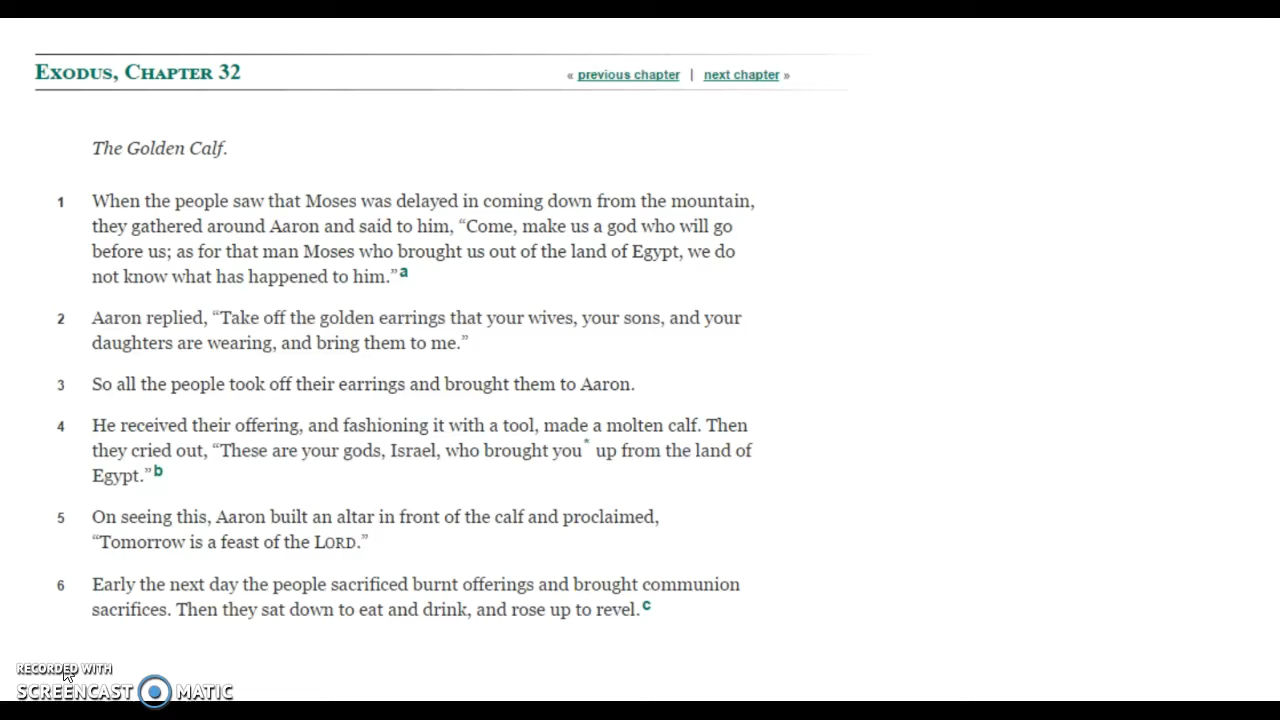 EXODUS, CHAPTER 32
« previous chapter | next chapter »
The Golden Calf.
1 When the people saw that Moses was delayed in coming down from the mountain,
they gathered around Aaron and said to him, “Come, make us a god who will go
before us; as for that man Moses who brought us out of the land of Egypt, we do
not know what has happened to him.”a
2 Aaron replied, “Take off the golden earrings that your wives, your sons, and your
daughters are wearing, and bring them to me.”
3 So all the people took off their earrings and brought them to Aaron.
4 He received their offering, and fashioning it with a tool, made a molten calf. Then
they cried out, “These are your gods, Israel, who brought you* up from the land of
Egypt.”b
5 On seeing this, Aaron built an altar in front of the calf and proclaimed,
“Tomorrow is a feast of the LORD.”
6 Early the next day the people sacrificed burnt offerings and brought communion
sacrifices. Then they sat down to eat and drink, and rose up to revel.c
RECORDED WITH
SCREENCAST MATIC